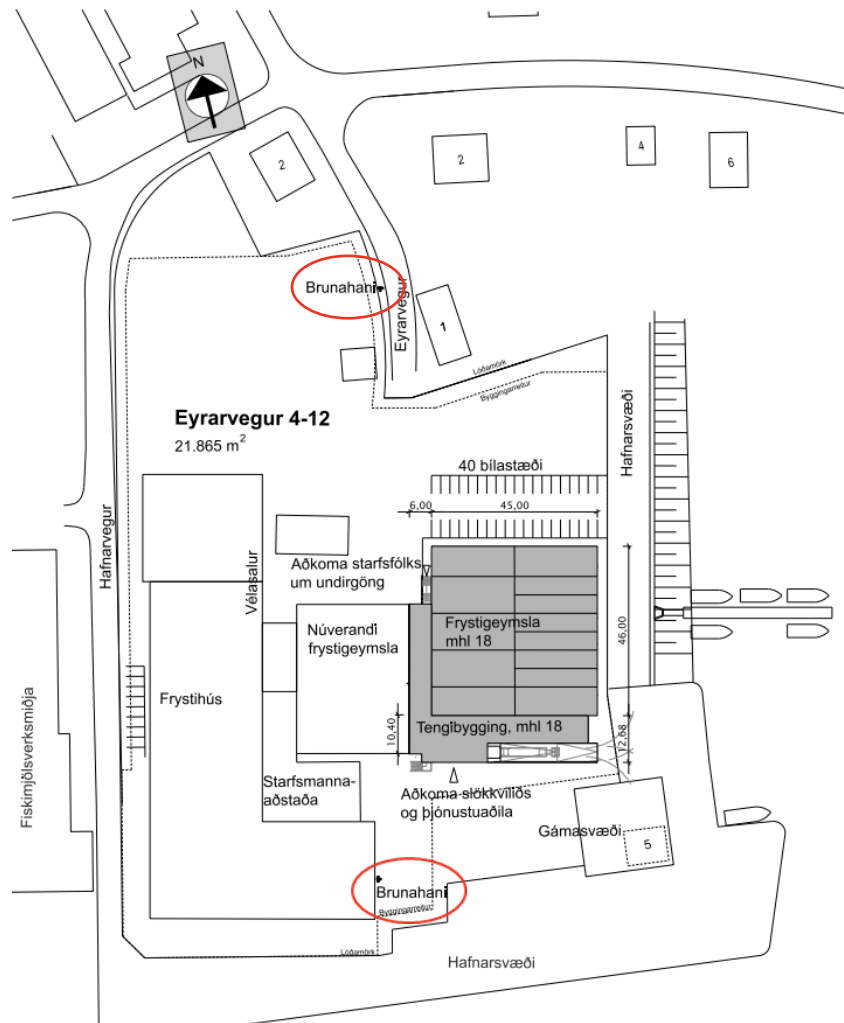 N
2
2
4
6
Brunahani
Eyrarvegur
1
Lóðamörk
Byggingarreitur
Eyrarvegur 4-12
21.865 m2
Hafnarsvæði
40 bílastæði
6,00
45,00
Hafnarvegur
Vélasalur
Aðkoma starfsfólks
um undirgöng
Núverandi
frystigeymsla
Frystigeymsla
mhl 18
46,00
Frystihús
10,40
Tengibygging, mhl 18
12,68
Fiskimjölsverksmiðja
Starfsmanna-
aðstaða
Aðkoma slökkviliðs
og þjónustuaðila
Gámasvæði
5
Brunahani
Byggingarreitur
Lóðamörk
Hafnarsvæði